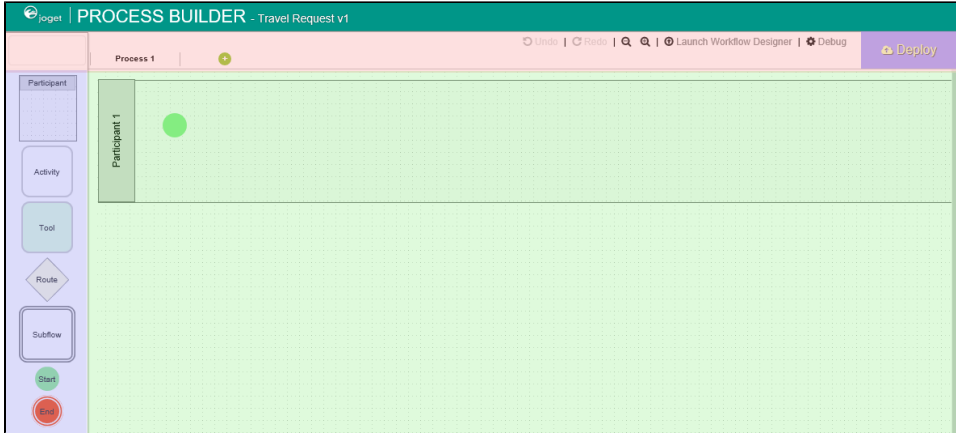 joget | PROCESS BUILDER - Travel Request v1
Undo | Redo | | Launch Workflow Designer | Debug
Deploy
Process 1
Participant
Participant 1
Activity
Tool
Route
Subflow
Start
End